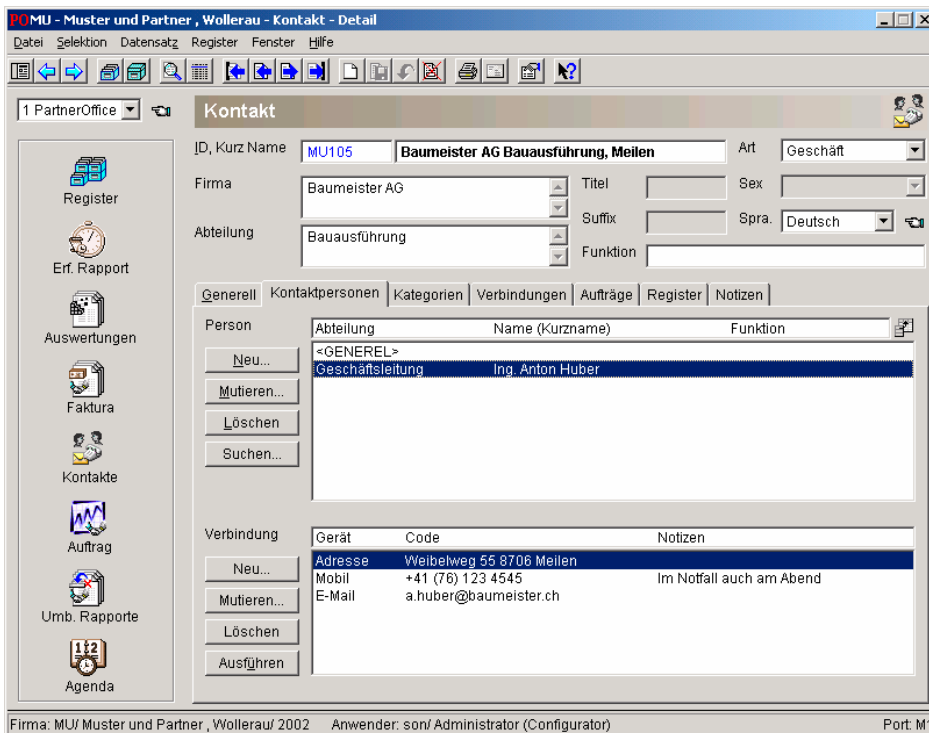 POMU - Muster und Partner , Wollerau - Kontakt - Detail
Datei Selektion Datensatz Register Fenster Hilfe
1 PartnerOffice
Kontakt
ID, Kurz Name MU105 Baumeister AG Bauausführung, Meilen Art Geschäft
Firma Baumeister AG Titel Sex
Suffix Spra. Deutsch
Abteilung Bauausführung
Funktion
Register
Erf. Rapport
Auswertungen
Faktura
Kontakte
Auftrag
Umb. Rapporte
Agenda
Generell Kontaktpersonen Kategorien Verbindungen Aufträge Register Notizen
Person Abteilung Name (Kurzname) Funktion
<GENEREL>
Geschäftsleitung Ing. Anton Huber
Neu...
Mutieren...
Löschen
Suchen...
Verbindung Gerät Code Notizen
Adresse Weibelweg 55 8706 Meilen
Mobil +41 (76) 123 4545 Im Notfall auch am Abend
E-Mail a.huber@baumeister.ch
Neu...
Mutieren...
Löschen
Ausführen
Firma: MU/ Muster und Partner , Wollerau/ 2002 Anwender: son/ Administrator (Configurator) Port: M